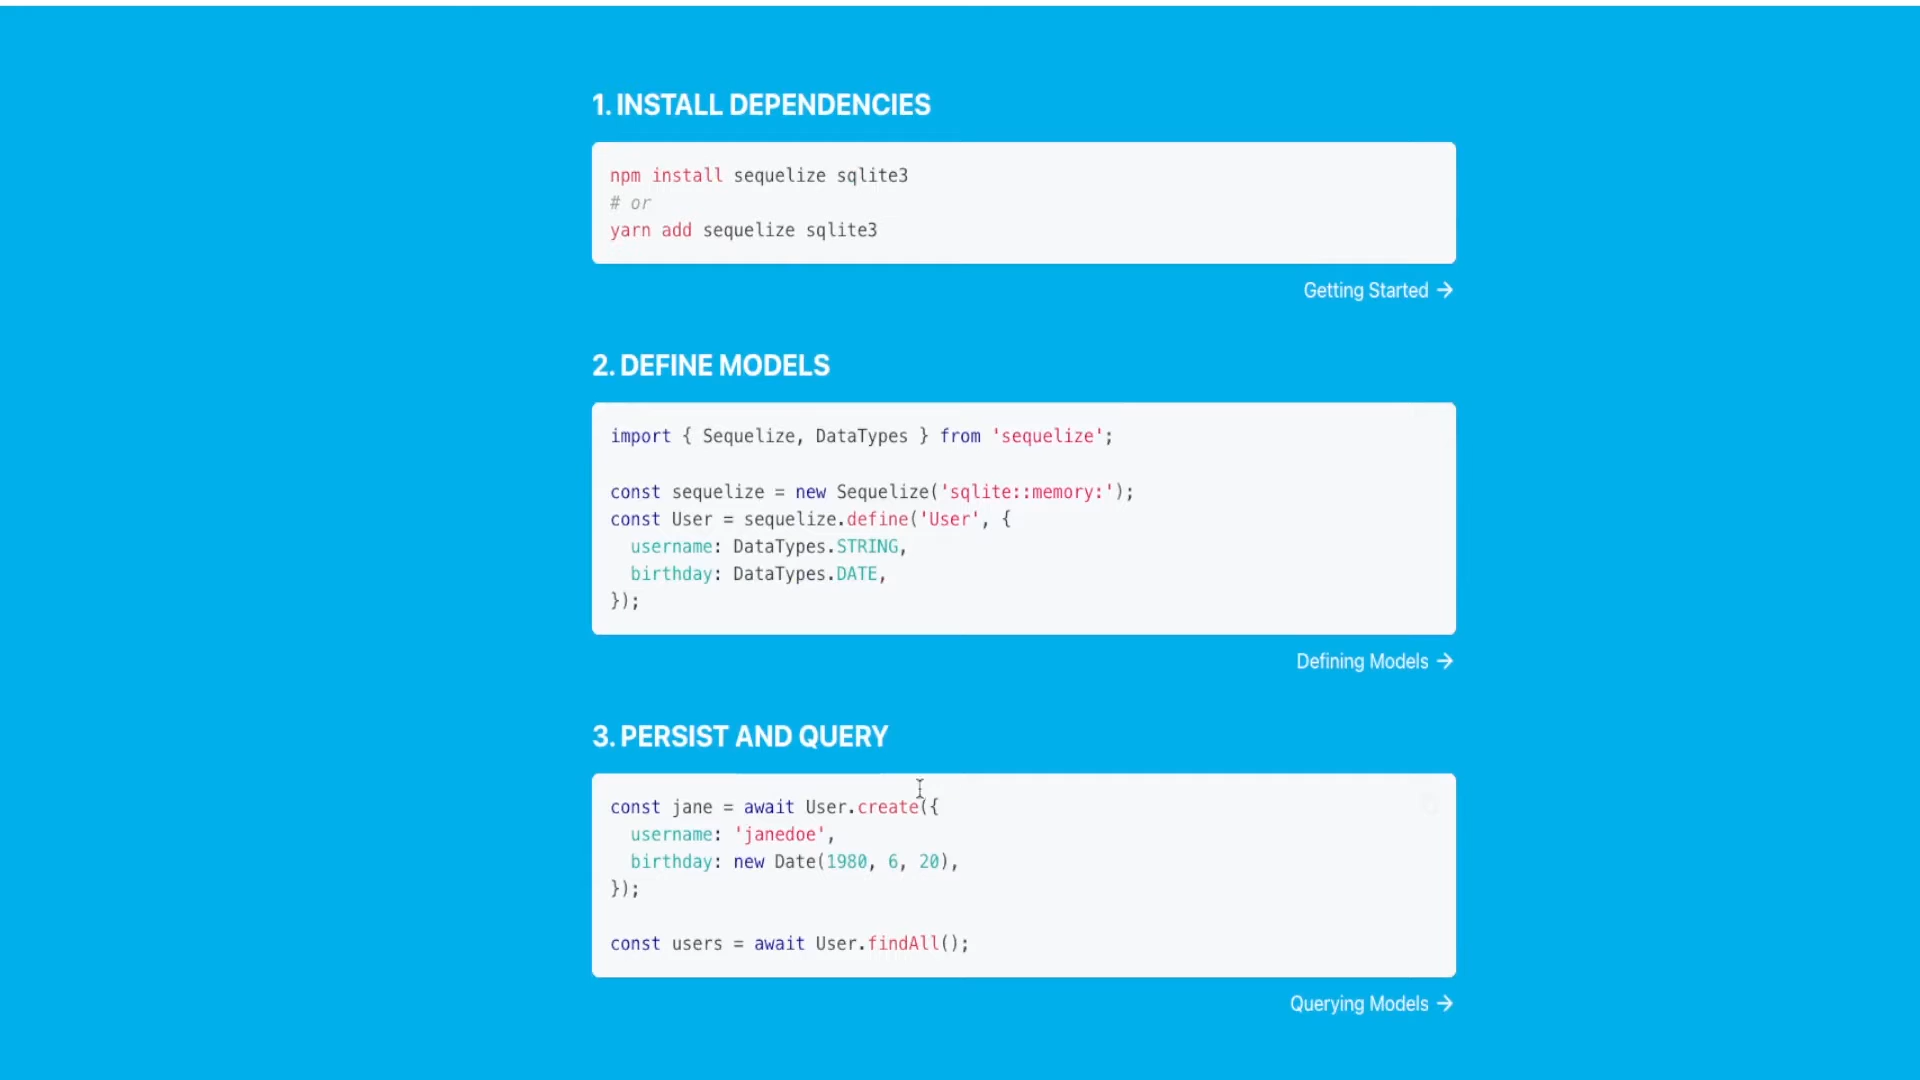 1. INSTALL DEPENDENCIES
npm install sequelize sqlite3
# or
yarn add sequelize sqlite3
Getting Started →
2. DEFINE MODELS
import { Sequelize, DataTypes } from 'sequelize';
const sequelize = new Sequelize('sqlite::memory:');
const User = sequelize.define('User', {
  username: DataTypes.STRING,
  birthday: DataTypes.DATE,
});
Defining Models →
3. PERSIST AND QUERY
const jane = await User.create({
  username: 'janedoe',
  birthday: new Date(1980, 6, 20),
});
const users = await User.findAll();
Querying Models →